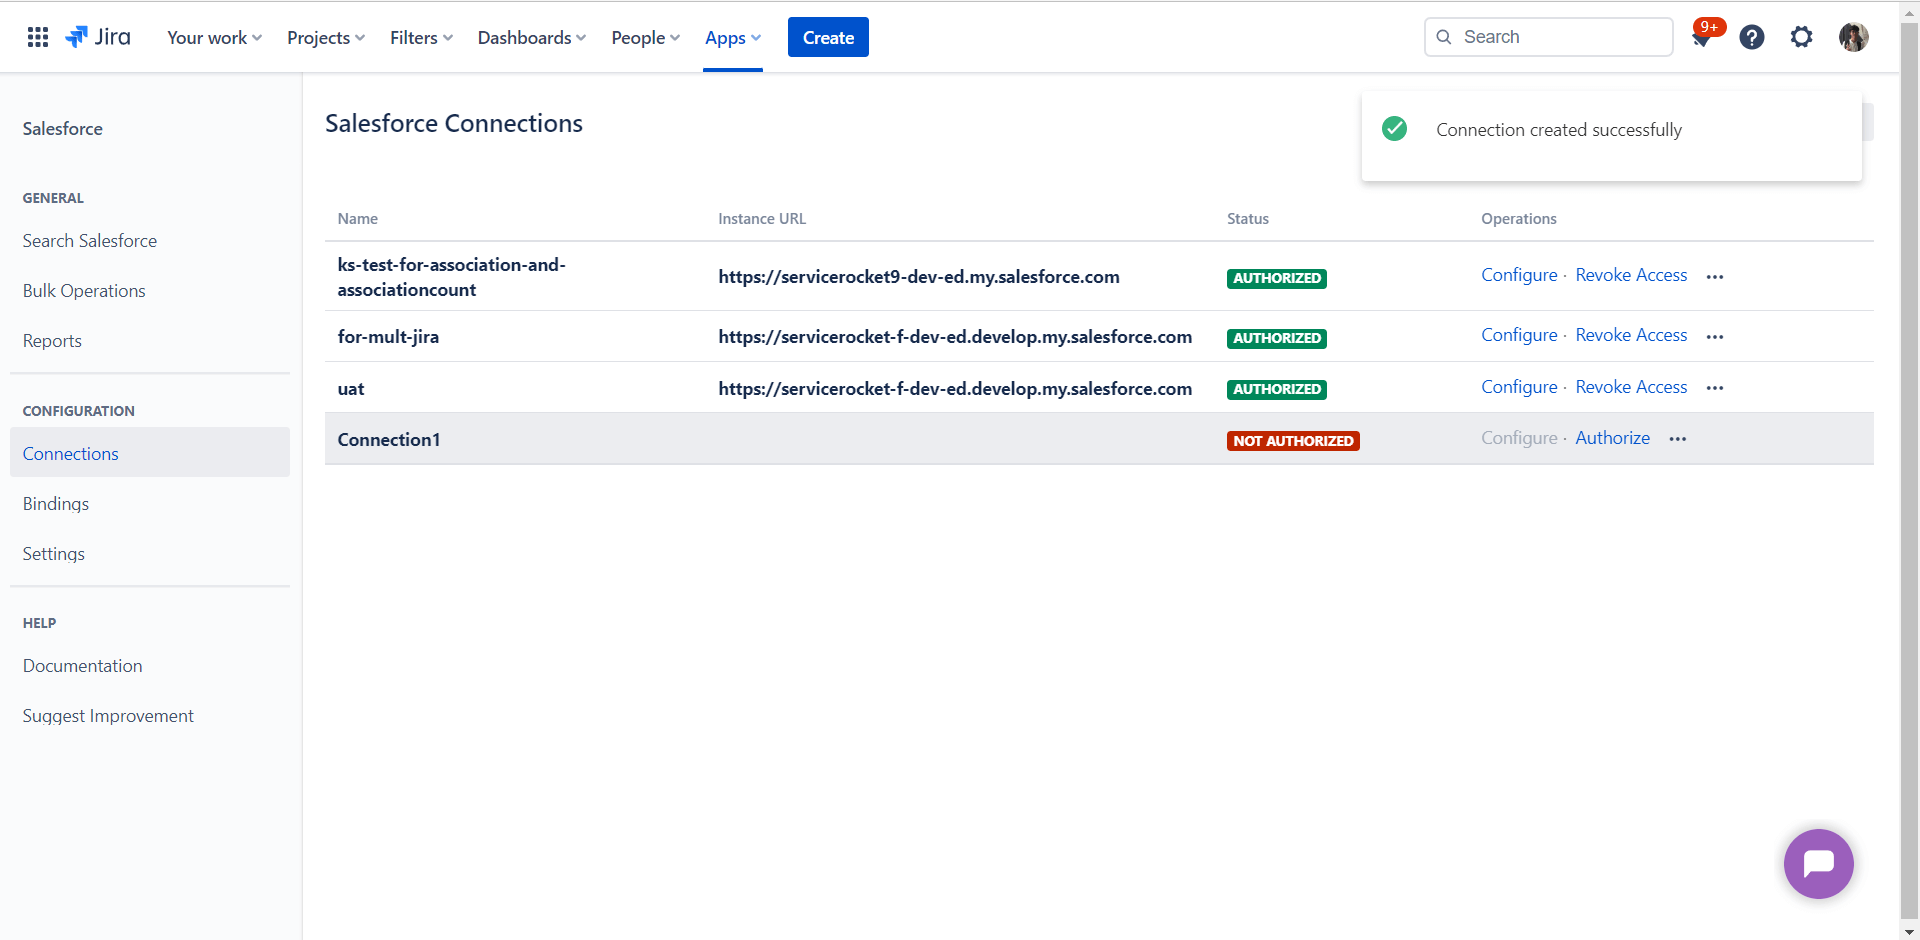 Jira Your work Projects Filters Dashboards People Apps Create Search 9+
Salesforce
GENERAL
Search Salesforce
Bulk Operations
Reports
CONFIGURATION
Connections
Bindings
Settings
HELP
Documentation
Suggest Improvement
Salesforce Connections
Connection created successfully
Name Instance URL Status Operations
ks-test-for-association-and-
associationcount https://servicerocket9-dev-ed.my.salesforce.com AUTHORIZED Configure · Revoke Access
for-mult-jira https://servicerocket-f-dev-ed.develop.my.salesforce.com AUTHORIZED Configure · Revoke Access
uat https://servicerocket-f-dev-ed.develop.my.salesforce.com AUTHORIZED Configure · Revoke Access
Connection1 NOT AUTHORIZED Configure · Authorize